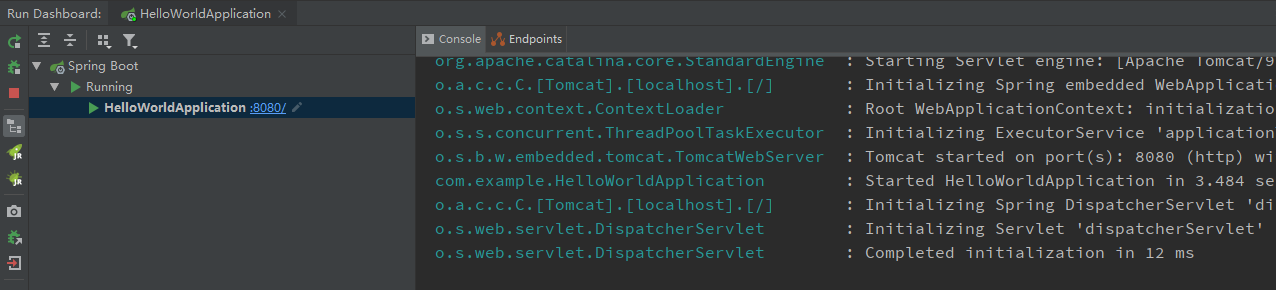 Run Dashboard: HelloWorldApplication
Console Endpoints
Spring Boot
Running
HelloWorldApplication :8080/
org.apache.catalina.core.StandardEngine : Starting Servlet engine: [Apache Tomcat/9
o.a.c.c.C.[Tomcat].[localhost].[/] : Initializing Spring embedded WebApplicati
o.s.web.context.ContextLoader : Root WebApplicationContext: initializatio
o.s.s.concurrent.ThreadPoolTaskExecutor : Initializing ExecutorService 'application
o.s.b.w.embedded.tomcat.TomcatWebServer : Tomcat started on port(s): 8080 (http) wi
com.example.HelloWorldApplication : Started HelloWorldApplication in 3.484 se
o.a.c.c.C.[Tomcat].[localhost].[/] : Initializing Spring DispatcherServlet 'di
o.s.web.servlet.DispatcherServlet : Initializing Servlet 'dispatcherServlet'
o.s.web.servlet.DispatcherServlet : Completed initialization in 12 ms
JR
JR